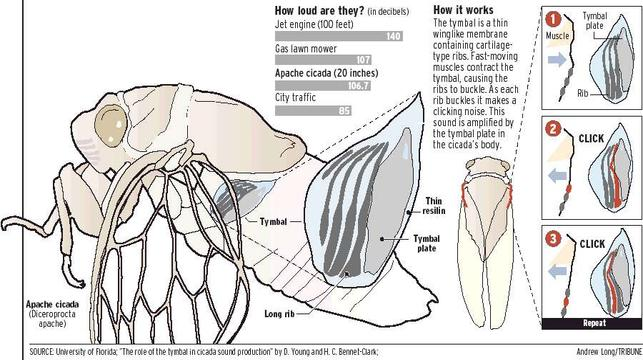 How loud are they? (in decibels)
Jet engine (100 feet)
140
Gas lawn mower
107
Apache cicada (20 inches)
106.7
City traffic
85
How it works
The tymbal is a thin
winglike membrane
containing cartilage-
type ribs. Fast-moving
muscles contract the
tymbal, causing the
ribs to buckle. As each
rib buckles it makes a
clicking noise. This
sound is amplified by
the tymbal plate in
the cicada's body.
1
Tymbal
plate
Muscle
Rib
2
CLICK
3
CLICK
Repeat
Tymbal
Thin
resilin
Tymbal
plate
Long rib
Apache cicada
(Diceroprocta
apache)
SOURCE: University of Florida; "The role of the tymbal in cicada sound production" by D. Young and H. C. Bennet-Clark;
Andrew Long/TRIBUNE